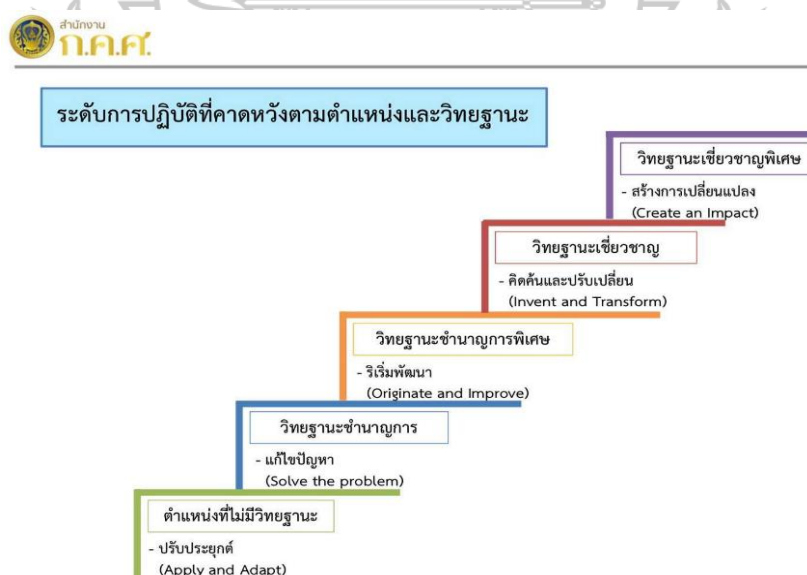 สำนักงาน
ก.ค.ศ.
ระดับการปฏิบัติที่คาดหวังตามตำแหน่งและวิทยฐานะ
วิทยฐานะเชี่ยวชาญพิเศษ
- สร้างการเปลี่ยนแปลง
(Create an Impact)
วิทยฐานะเชี่ยวชาญ
- คิดค้นและปรับเปลี่ยน
(Invent and Transform)
วิทยฐานะชำนาญการพิเศษ
- ริเริ่มพัฒนา
(Originate and Improve)
วิทยฐานะชำนาญการ
- แก้ไขปัญหา
(Solve the problem)
ตำแหน่งที่ไม่มีวิทยฐานะ
- ปรับประยุกต์
(Apply and Adapt)